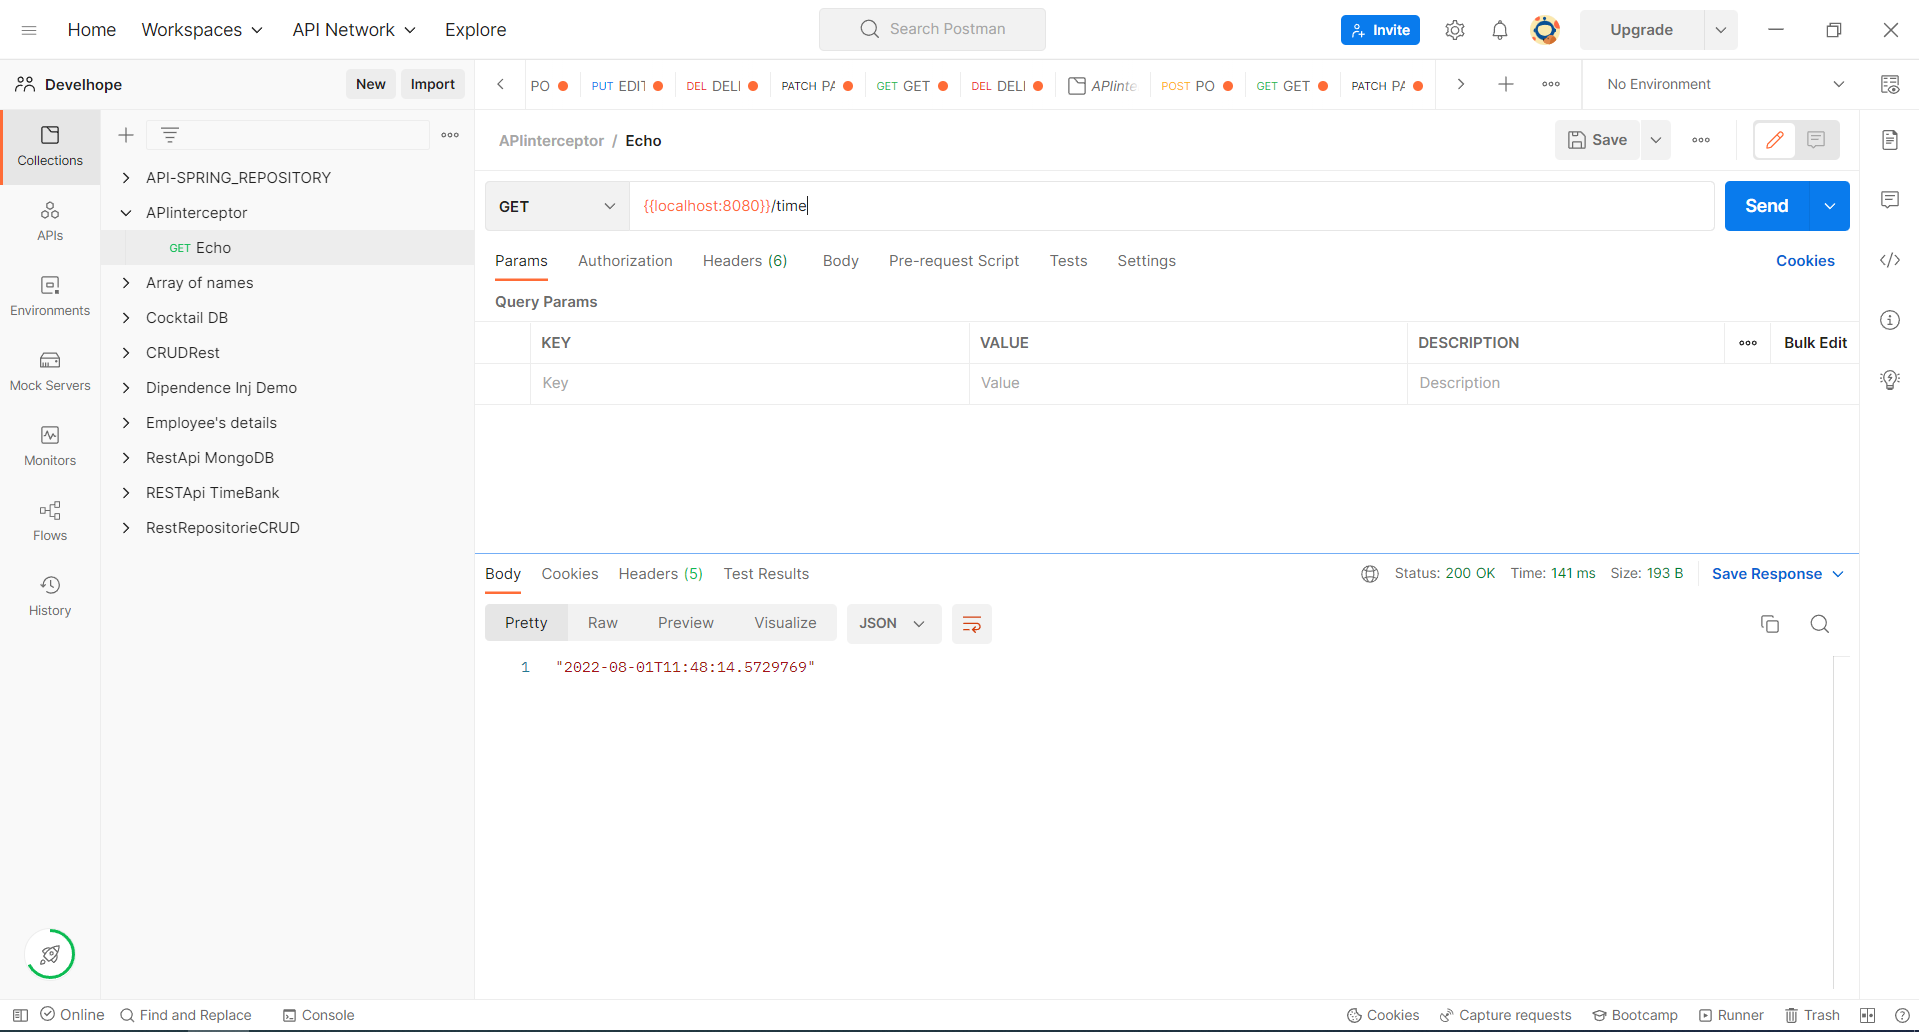 Home Workspaces API Network Explore Search Postman Invite Upgrade
Develhope New Import PO PUT EDIT DEL DELI PATCH PA GET GET DEL DELI APIinte POST PO GET GET PATCH PA No Environment
Collections
APIs
Environments
Mock Servers
Monitors
Flows
History
API-SPRING_REPOSITORY
APIinterceptor
GET Echo
Array of names
Cocktail DB
CRUDRest
Dipendence Inj Demo
Employee's details
RestApi MongoDB
RESTApi TimeBank
RestRepositorieCRUD
APIinterceptor / Echo Save
GET {{localhost:8080}}/time Send
Params Authorization Headers (6) Body Pre-request Script Tests Settings Cookies
Query Params
KEY VALUE DESCRIPTION Bulk Edit
Key Value Description
Body Cookies Headers (5) Test Results Status: 200 OK Time: 141 ms Size: 193 B Save Response
Pretty Raw Preview Visualize JSON
1 "2022-08-01T11:48:14.5729769"
Online Find and Replace Console Cookies Capture requests Bootcamp Runner Trash